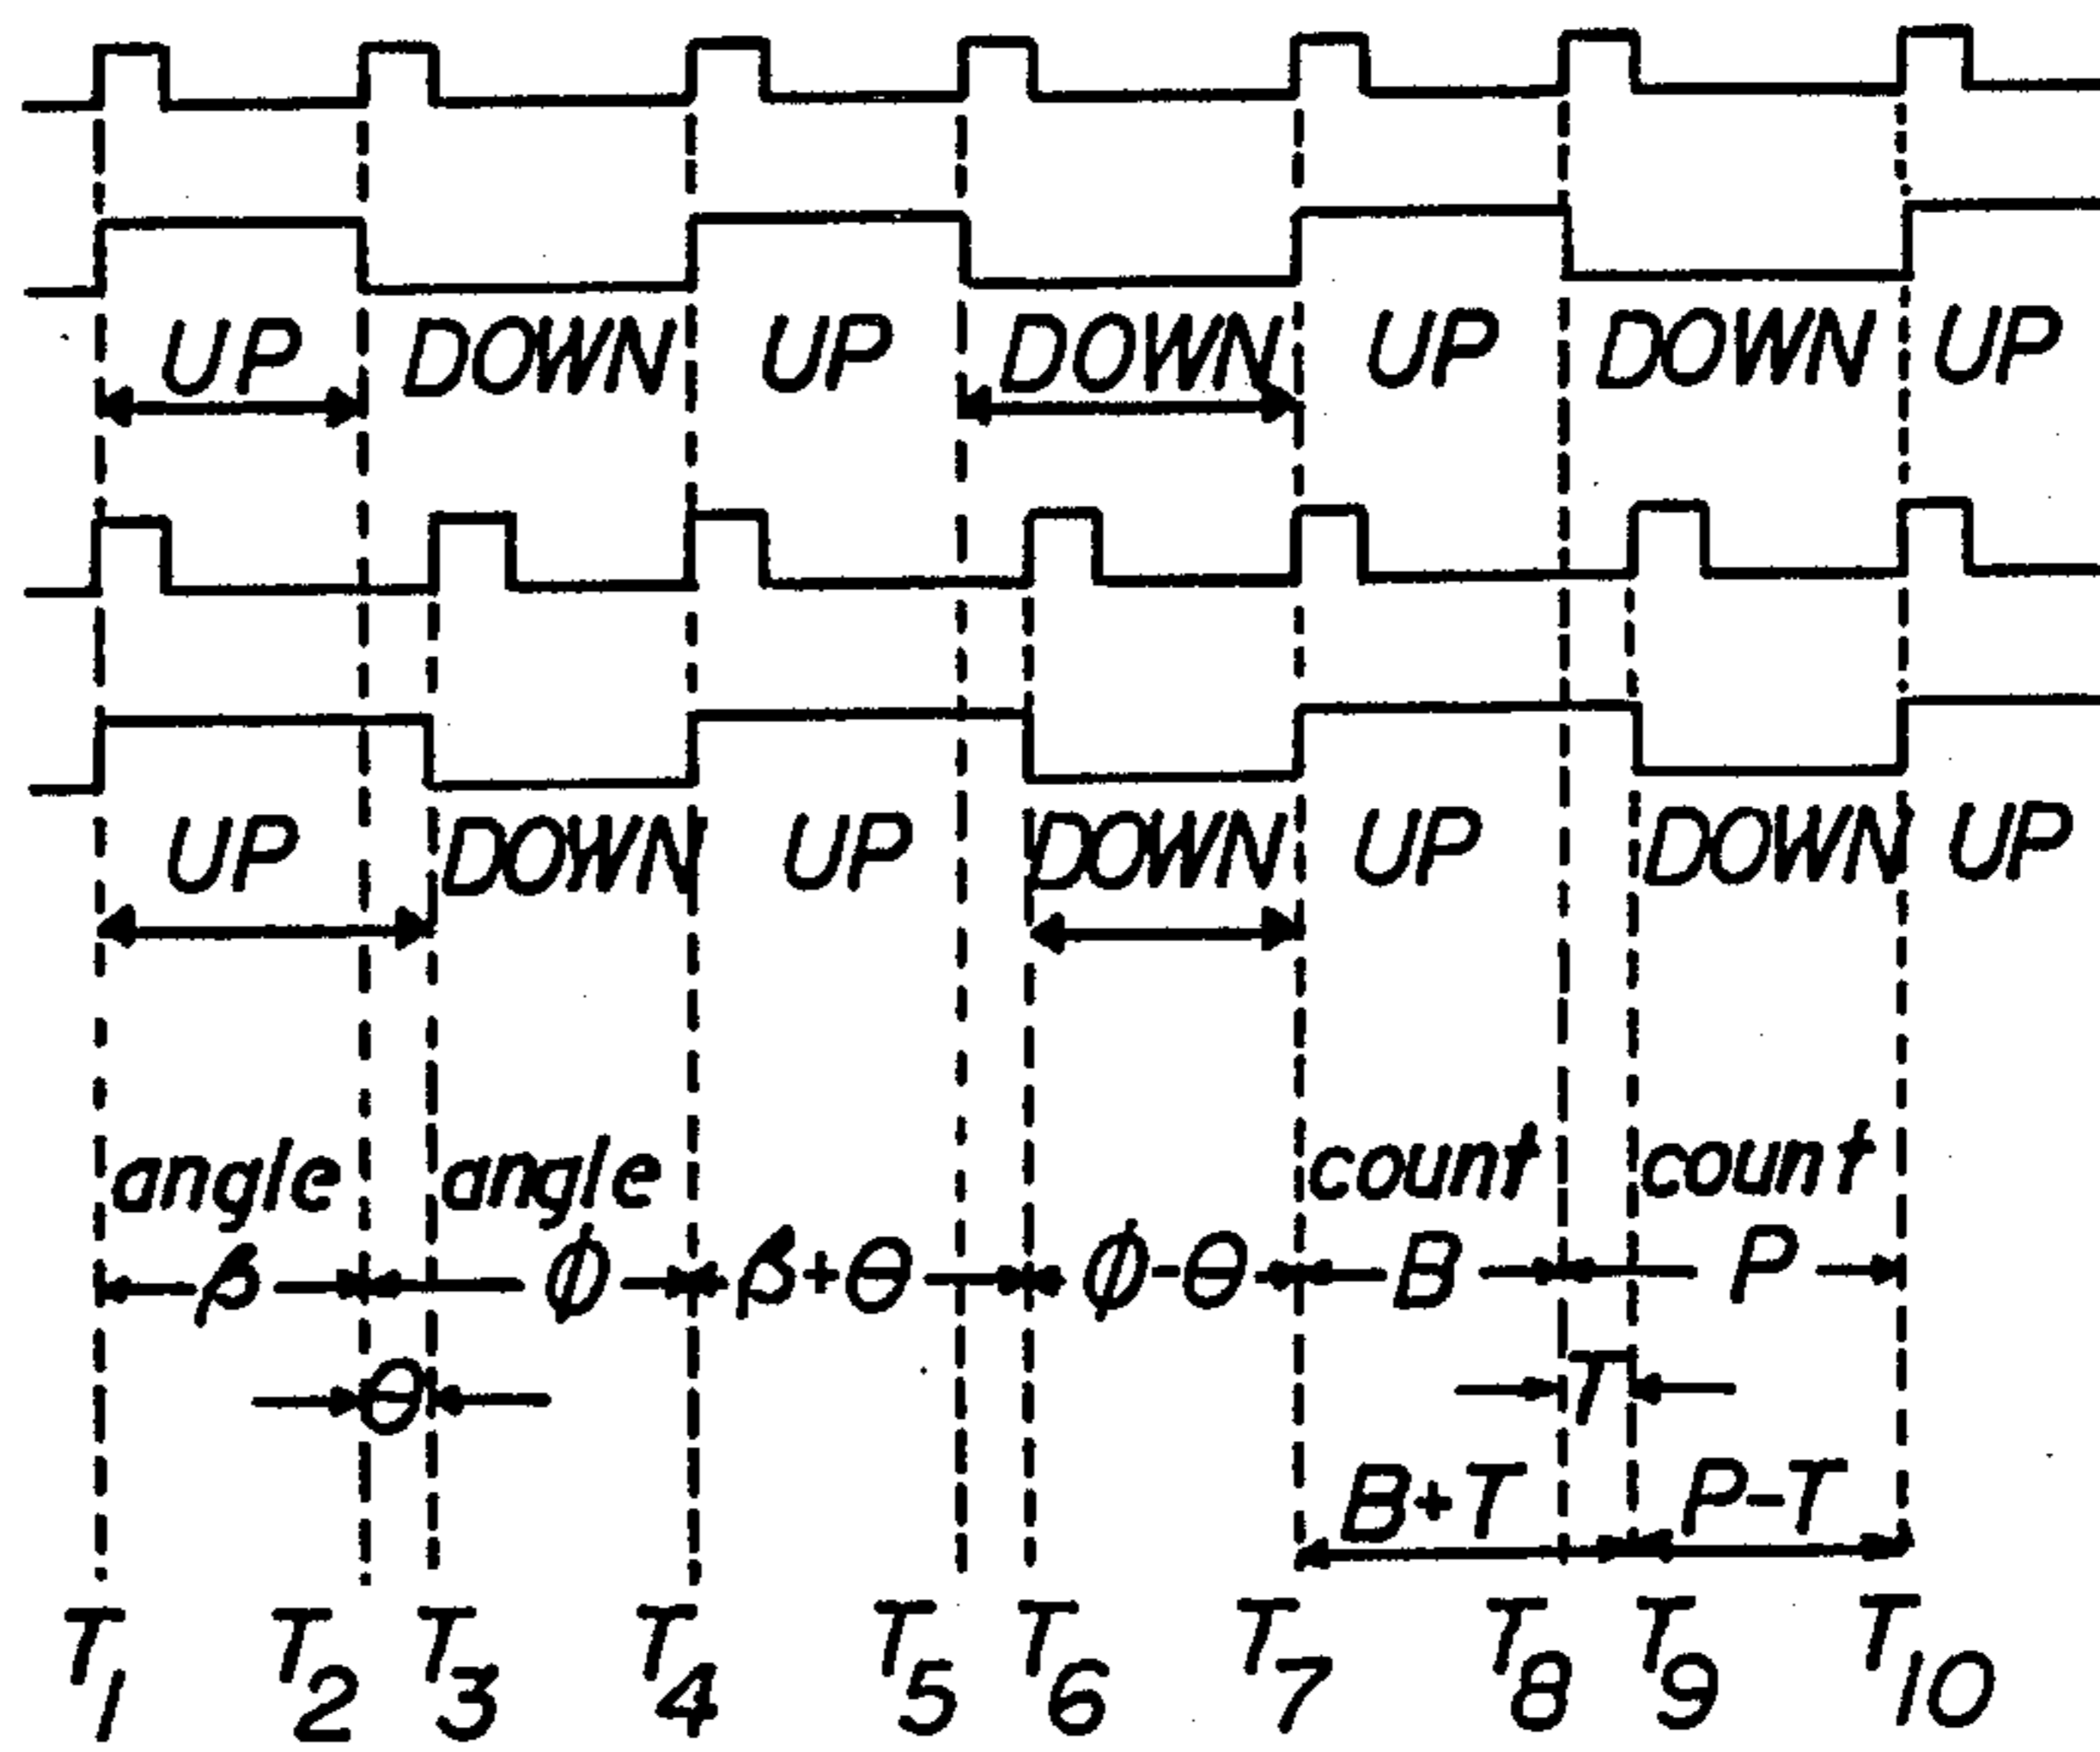 UP DOWN UP DOWN UP DOWN UP
UP DOWN UP DOWN UP DOWN UP
angle angle count count
β ϕ β+θ ϕ-θ B P
θ T
B+T P-T
T1 T2 T3 T4 T5 T6 T7 T8 T9 T10